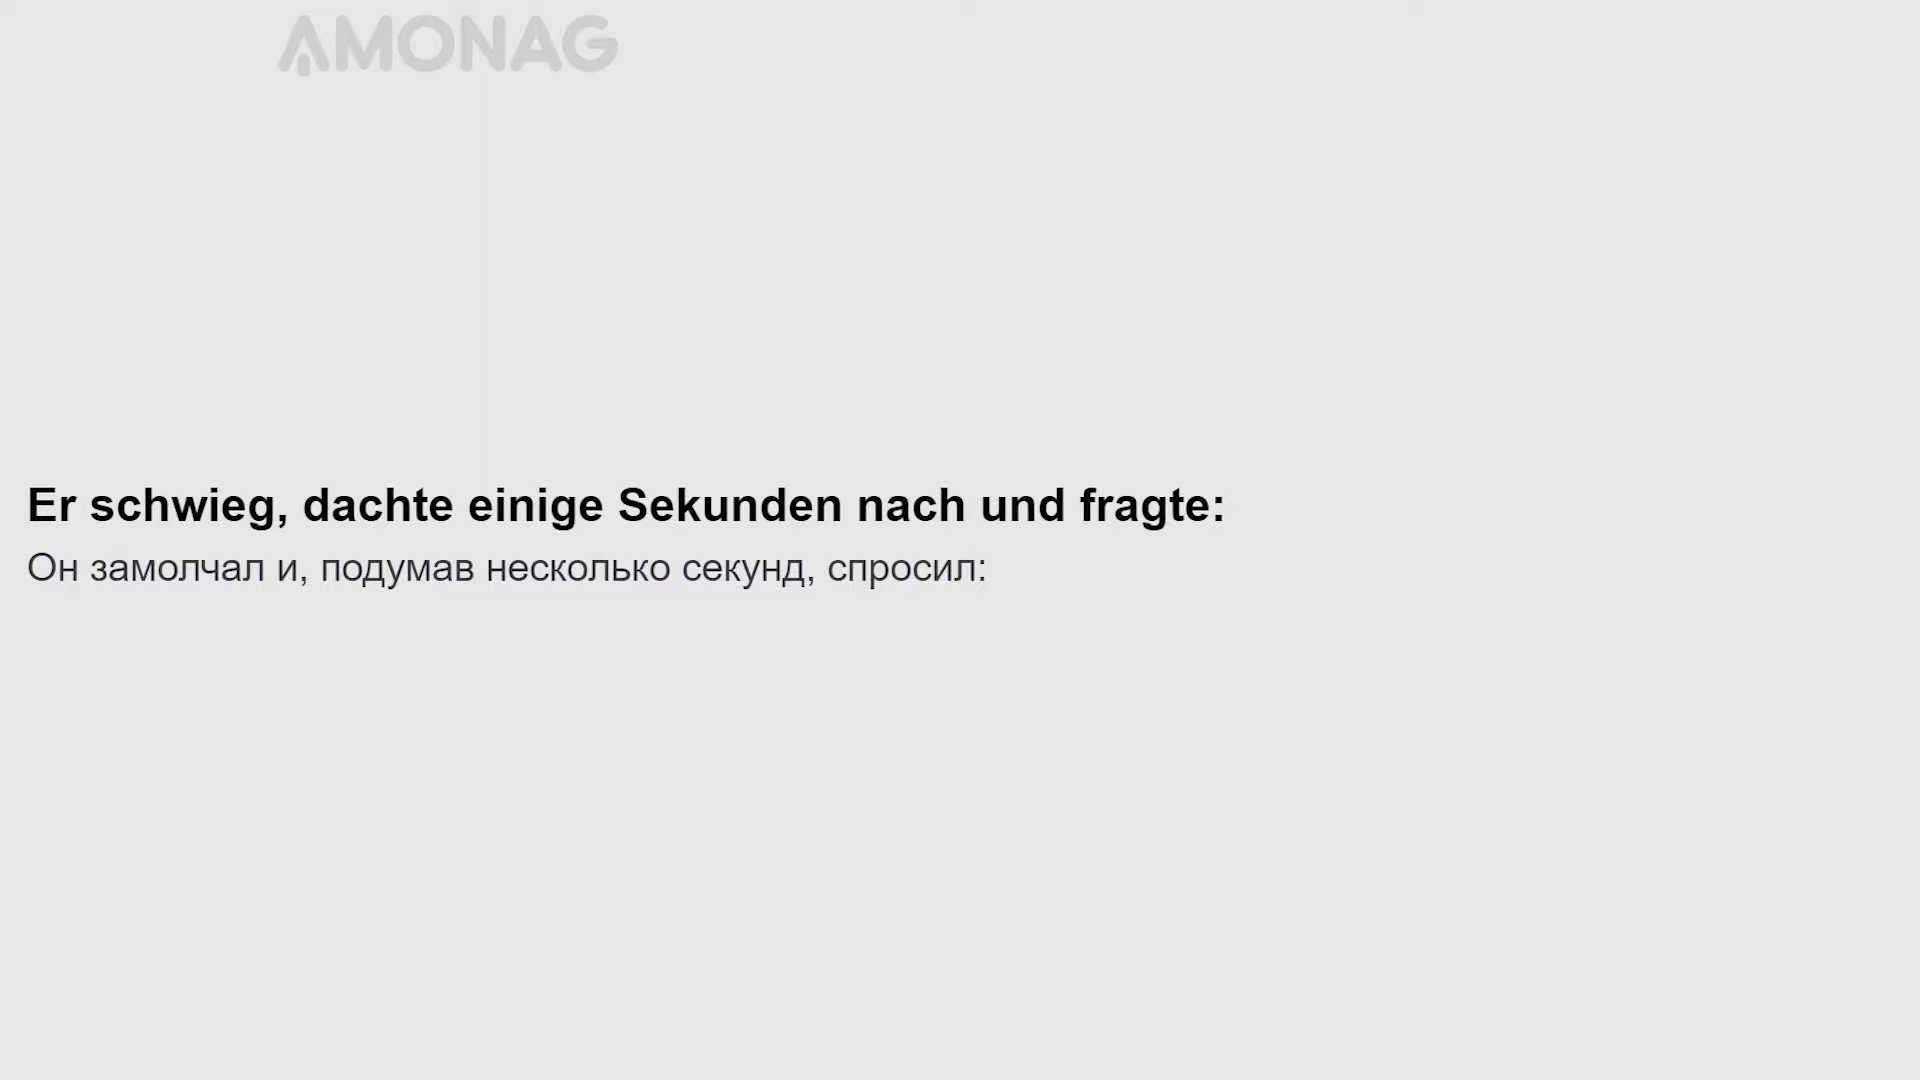 AMONAG
Er schwieg, dachte einige Sekunden nach und fragte:
Он замолчал и, подумав несколько секунд, спросил: